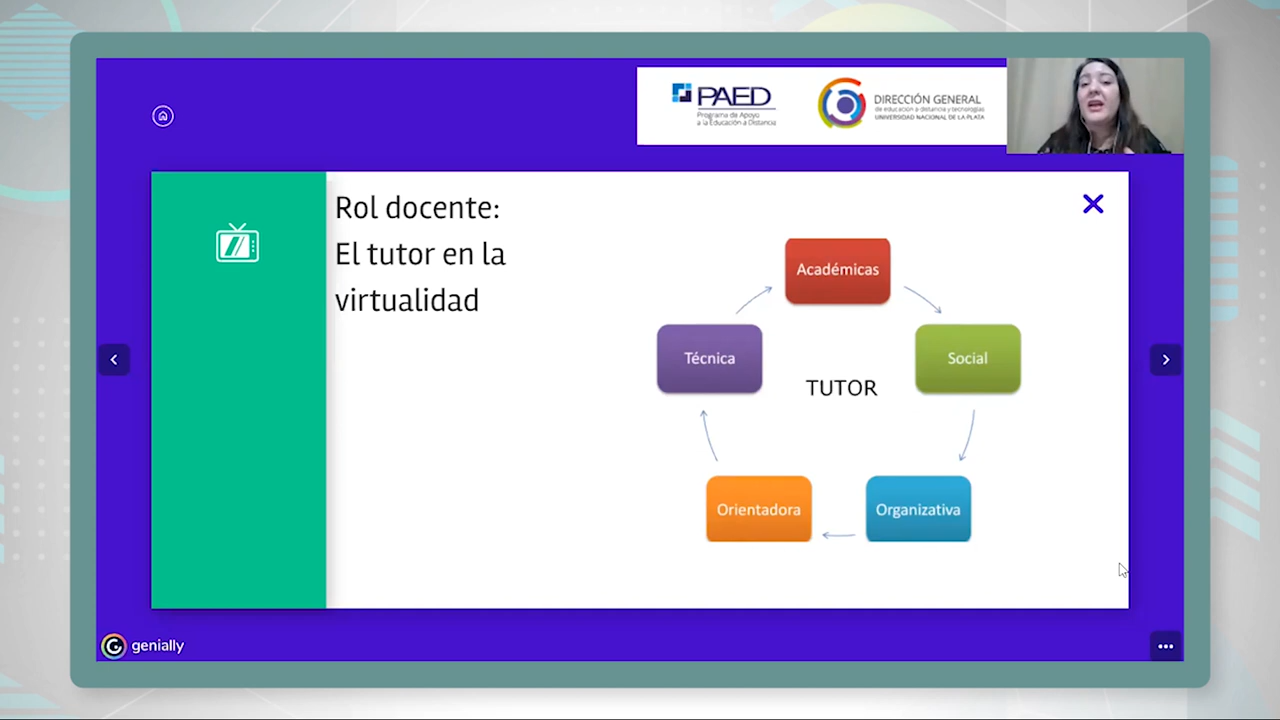 PAED
Programa de Apoyo
a la Educación a Distancia
DIRECCIÓN GENERAL
de educación a distancia y tecnologías
UNIVERSIDAD NACIONAL DE LA PLATA
Rol docente:
El tutor en la
virtualidad
Académicas
Técnica
Social
TUTOR
Orientadora
Organizativa
genially